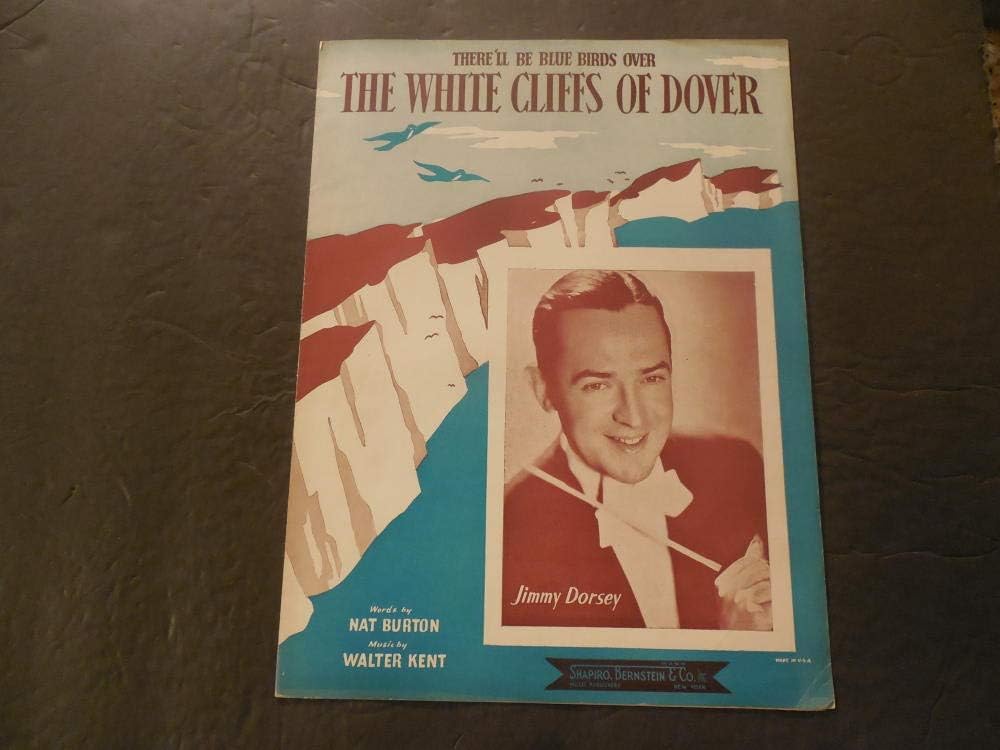 THERE'LL BE BLUE BIRDS OVER
THE WHITE CLIFFS OF DOVER
Jimmy Dorsey
Words by
NAT BURTON
Music by
WALTER KENT
SHAPIRO, BERNSTEIN & CO. INC
MUSIC PUBLISHERS
NEW YORK
MADE IN U.S.A.